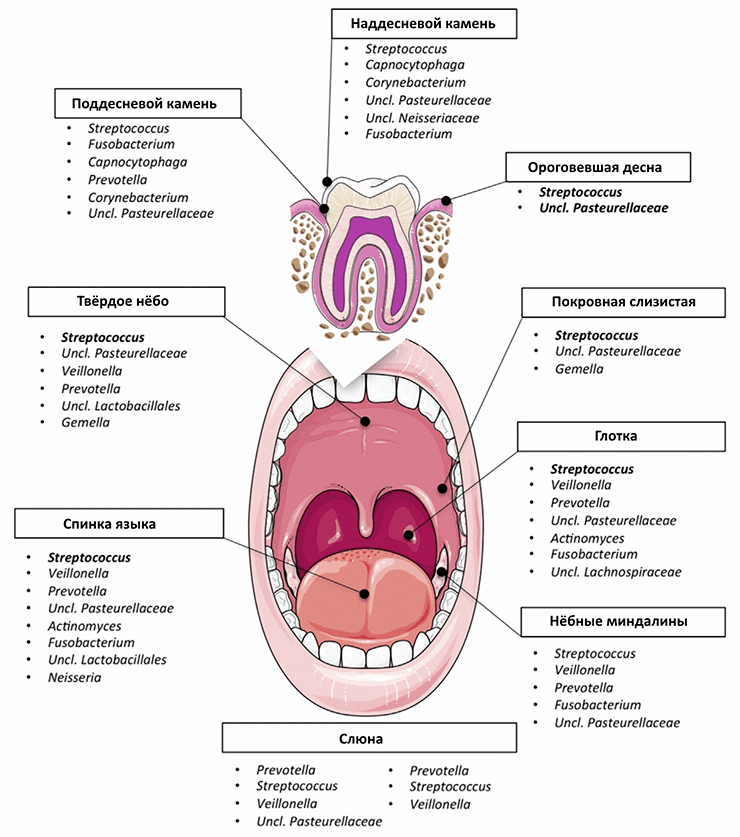 Наддесневой камень
• Streptococcus
• Capnocytophaga
• Corynebacterium
• Uncl. Pasteurellaceae
• Uncl. Neisseriaceae
• Fusobacterium
Поддесневой камень
• Streptococcus
• Fusobacterium
• Capnocytophaga
• Prevotella
• Corynebacterium
• Uncl. Pasteurellaceae
Ороговевшая десна
• Streptococcus
• Uncl. Pasteurellaceae
Твёрдое нёбо
• Streptococcus
• Uncl. Pasteurellaceae
• Veillonella
• Prevotella
• Uncl. Lactobacillales
• Gemella
Покровная слизистая
• Streptococcus
• Uncl. Pasteurellaceae
• Gemella
Глотка
• Streptococcus
• Veillonella
• Prevotella
• Uncl. Pasteurellaceae
• Actinomyces
• Fusobacterium
• Uncl. Lachnospiraceae
Спинка языка
• Streptococcus
• Veillonella
• Prevotella
• Uncl. Pasteurellaceae
• Actinomyces
• Fusobacterium
• Uncl. Lactobacillales
• Neisseria
Нёбные миндалины
• Streptococcus
• Veillonella
• Prevotella
• Fusobacterium
• Uncl. Pasteurellaceae
Слюна
• Prevotella
• Streptococcus
• Veillonella
• Uncl. Pasteurellaceae
• Prevotella
• Streptococcus
• Veillonella